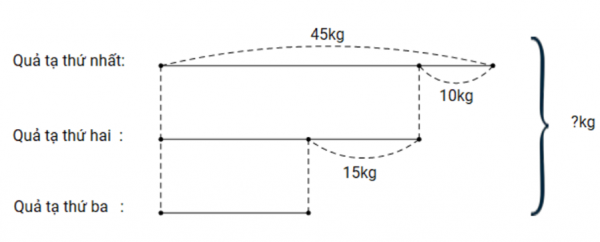 45kg
Quả tạ thứ nhất:
10kg
Quả tạ thứ hai :
?kg
15kg
Quả tạ thứ ba :